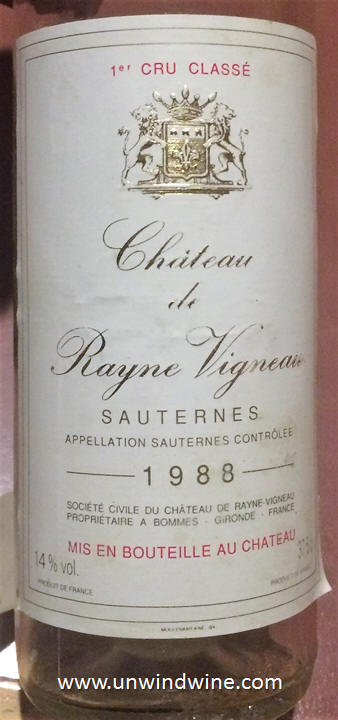 1er CRU CLASSÉ
Château
de
Rayne Vigneau
SAUTERNES
APPELLATION SAUTERNES CONTRÔLÉE
1988
SOCIÉTÉ CIVILE DU CHÂTEAU DE RAYNE-VIGNEAU
PROPRIÉTAIRE A BOMMES - GIRONDE - FRANCE
MIS EN BOUTEILLE AU CHATEAU
14 % vol.
PRODUIT DE FRANCE
www.unwindwine.com